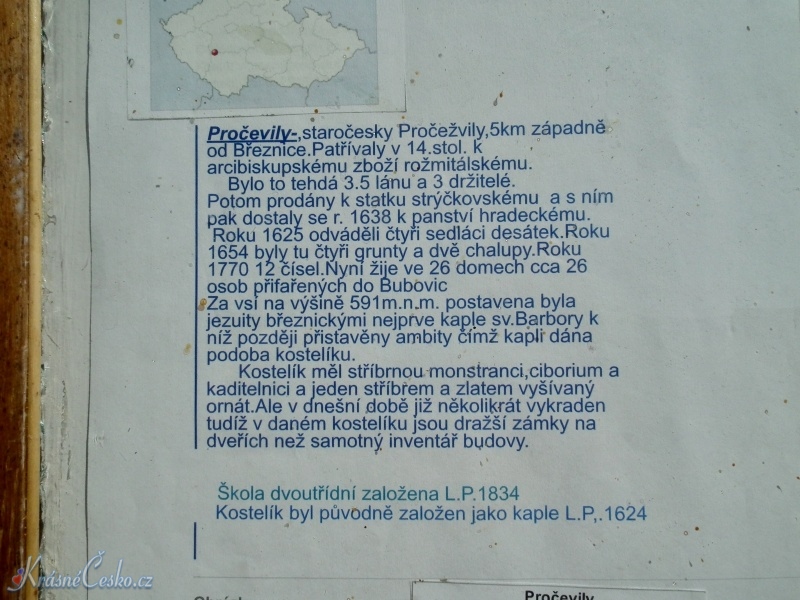 Pročevily-,staročesky Pročežvily,5km západně
od Březnice.Patřívaly v 14.stol. k
arcibiskupskému zboží rožmitálskému.
Bylo to tehdá 3.5 lánu a 3 držitelé.
Potom prodány k statku strýčkovskému a s ním
pak dostaly se r. 1638 k panství hradeckému.
Roku 1625 odváděli čtyři sedláci desátek.Roku
1654 byly tu čtyři grunty a dvě chalupy.Roku
1770 12 čísel.Nyní žije ve 26 domech cca 26
osob přifařených do Bubovic
Za vsí na výšině 591m.n.m. postavena byla
jezuity březnickými nejprve kaple sv.Barbory k
níž později přistavěny ambity čímž kapli dána
podoba kostelíku.
Kostelík měl stříbrnou monstranci,ciborium a
kaditelnici a jeden stříbrem a zlatem vyšívaný
ornát.Ale v dnešní době již několikrát vykraden
tudíž v daném kostelíku jsou dražší zámky na
dveřích než samotný inventář budovy.
Škola dvoutřídní založena L.P.1834
Kostelík byl původně založen jako kaple L.P,.1624
Pročevily
KrásnéČesko.cz